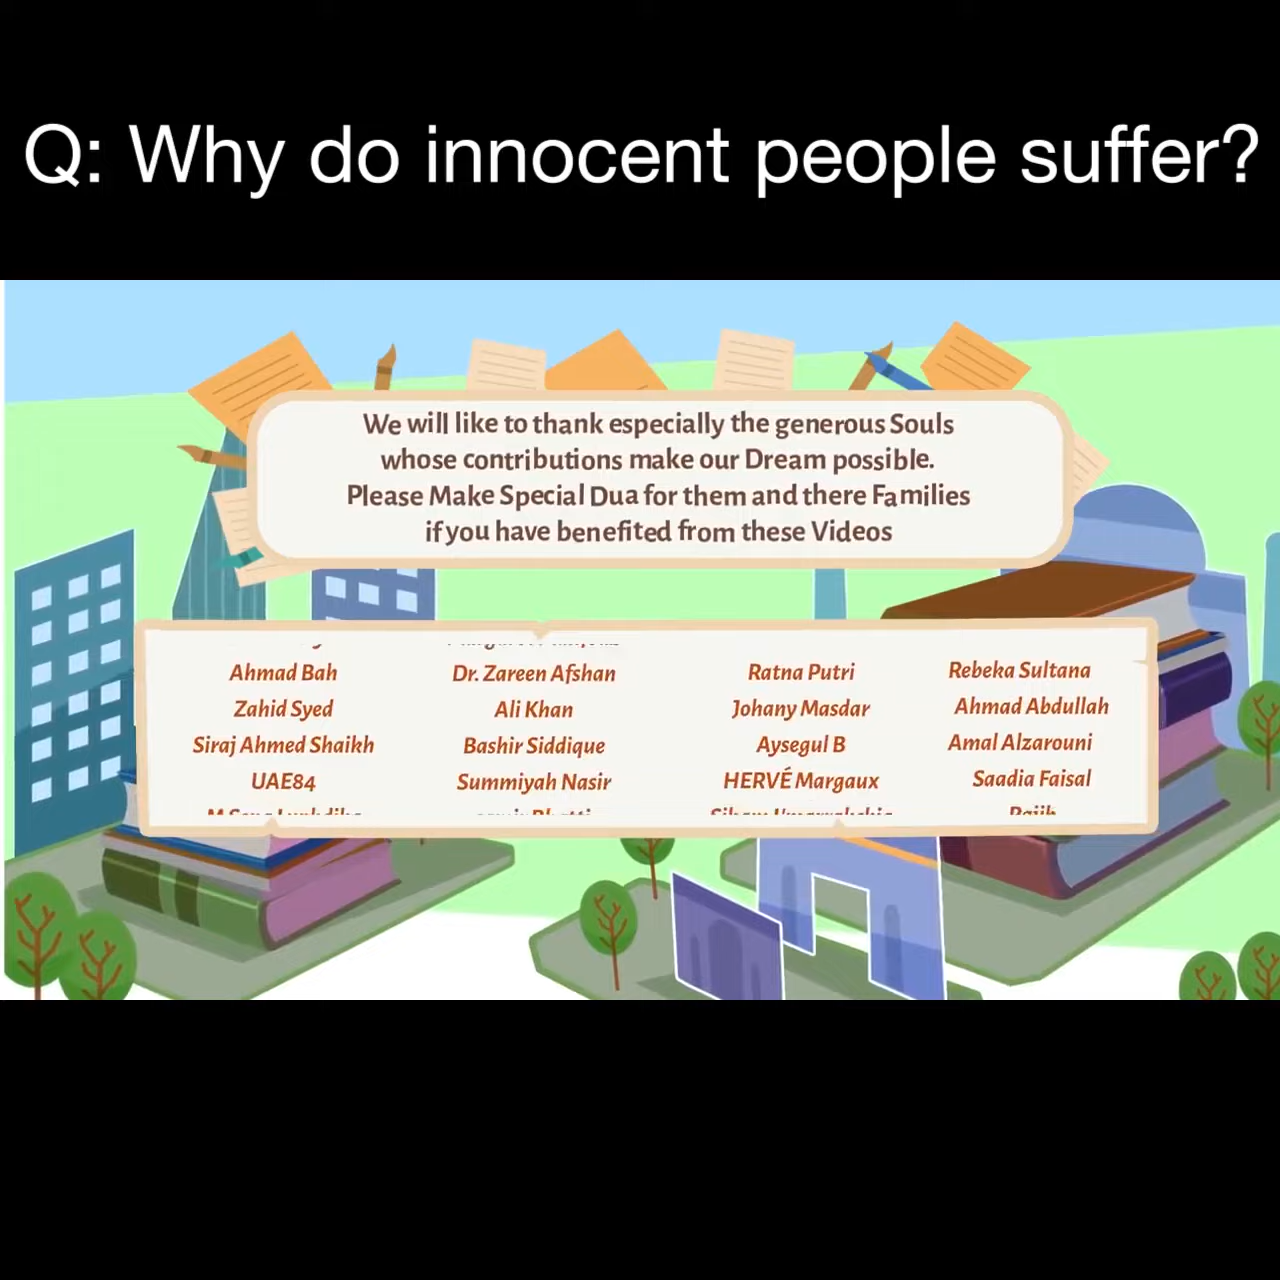 Q: Why do innocent people suffer?
We will like to thank especially the generous Souls
whose contributions make our Dream possible.
Please Make Special Dua for them and there Families
if you have benefited from these Videos
Ahmad Bah
Dr. Zareen Afshan
Ratna Putri
Rebeka Sultana
Zahid Syed
Ali Khan
Johany Masdar
Ahmad Abdullah
Siraj Ahmed Shaikh
Bashir Siddique
Aysegul B
Amal Alzarouni
UAE84
Summiyah Nasir
HERVÉ Margaux
Saadia Faisal